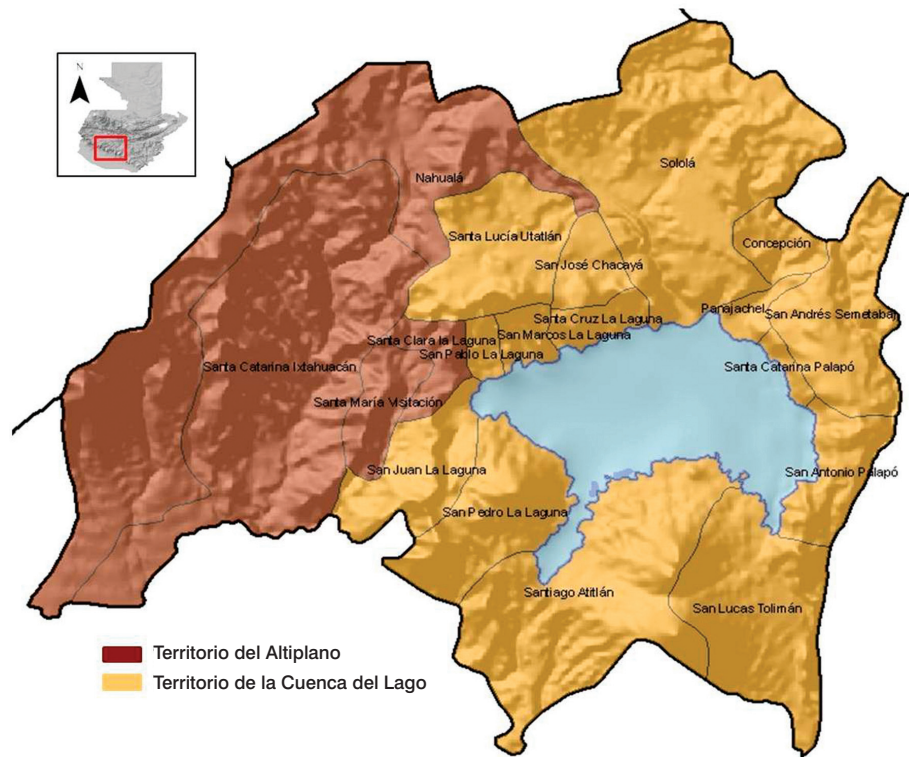 N
Nahualá
Sololá
Santa Lucía Utatlán
Concepción
San José Chacayá
Panajachel
San Andrés Semetabaj
Santa Cruz La Laguna
San Marcos La Laguna
Santa Clara la Laguna
San Pablo La Laguna
Santa Catarina Ixtahuacán
Santa Catarina Palapó
Santa María Visitación
San Juan La Laguna
San Antonio Palapó
San Pedro La Laguna
Santiago Atitlán
San Lucas Tolimán
Territorio del Altiplano
Territorio de la Cuenca del Lago